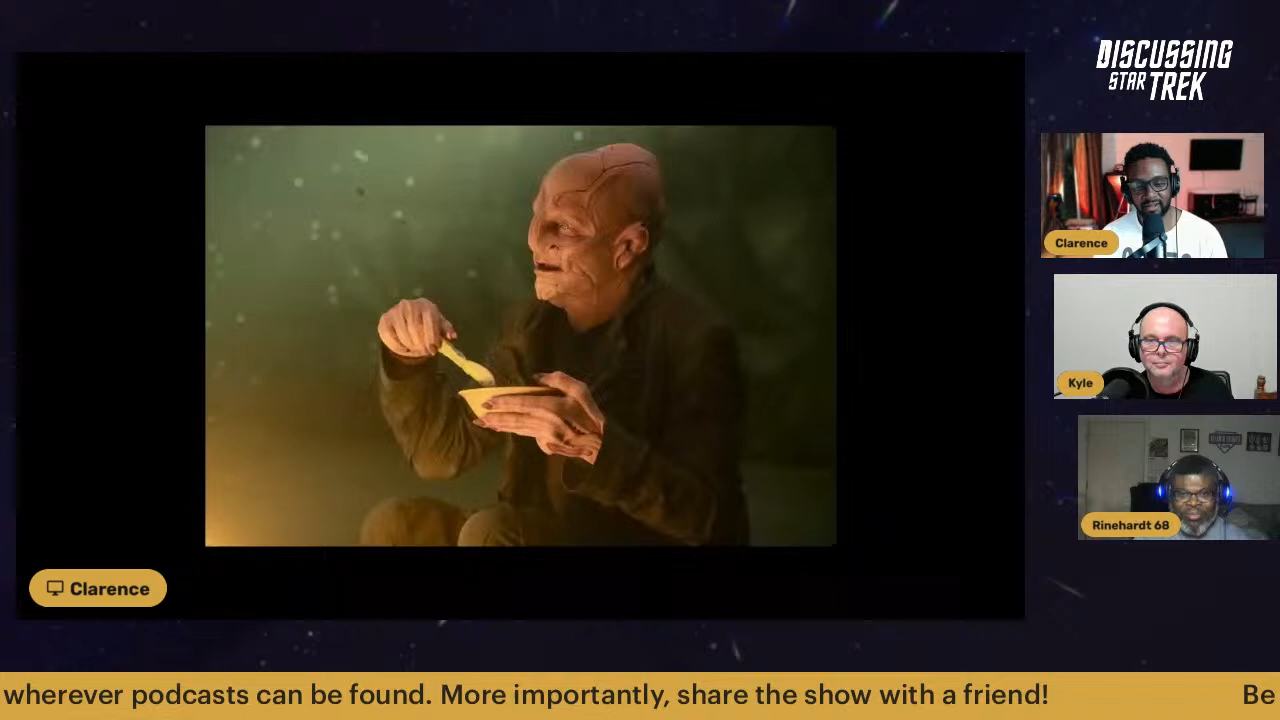 DISCUSSING
STAR TREK
Clarence
Kyle
Rinehardt 68
Clarence
wherever podcasts can be found. More importantly, share the show with a friend! Be